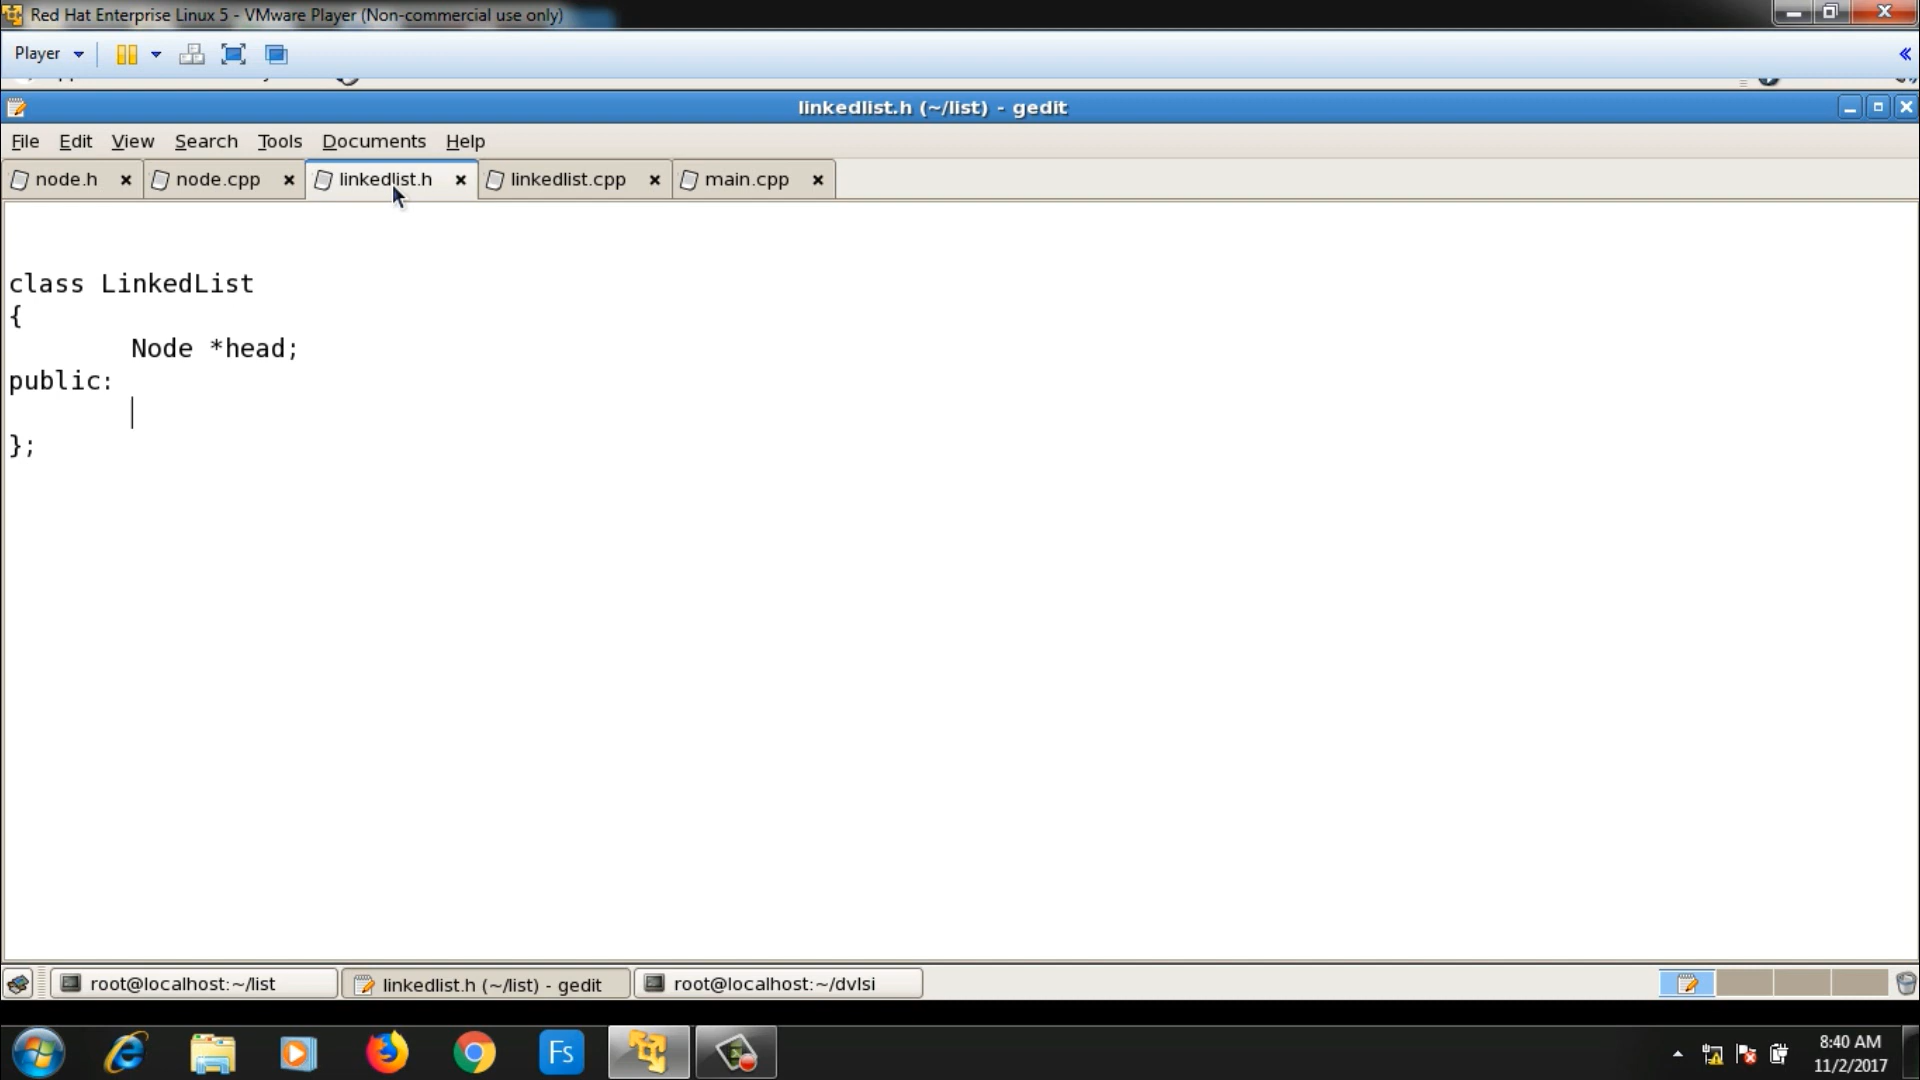 Red Hat Enterprise Linux 5 - VMware Player (Non-commercial use only)
Player
linkedlist.h (~/list) - gedit
File Edit View Search Tools Documents Help
node.h node.cpp linkedlist.h linkedlist.cpp main.cpp
class LinkedList
{
Node *head;
public:
};
root@localhost:~/list linkedlist.h (~/list) - gedit root@localhost:~/dvlsi
Fs
8:40 AM
11/2/2017